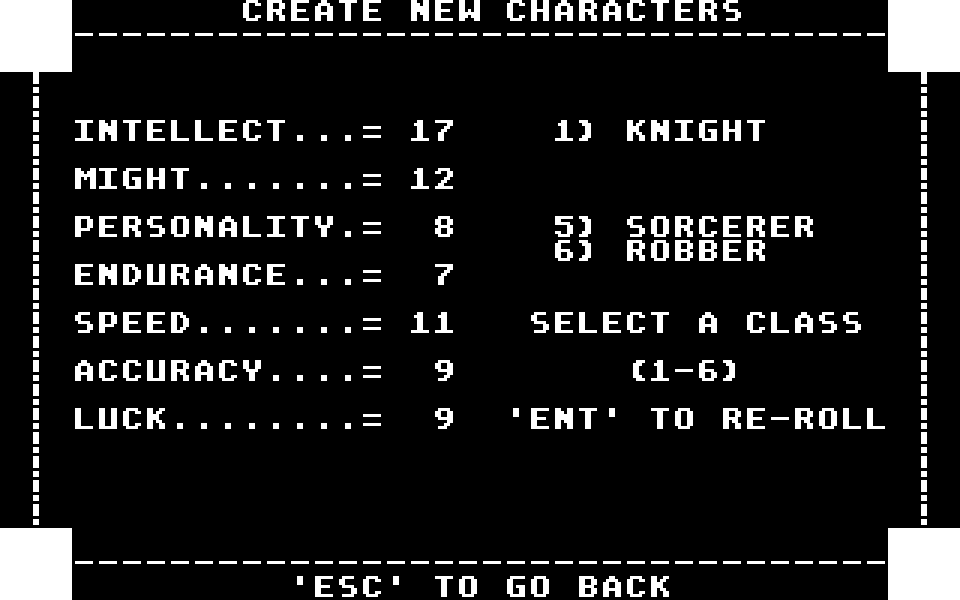 CREATE NEW CHARACTERS
INTELLECT...= 17 1) KNIGHT
MIGHT.......= 12
PERSONALITY.= 8 5) SORCERER
6) ROBBER
ENDURANCE...= 7
SPEED.......= 11 SELECT A CLASS
ACCURACY....= 9 (1-6)
LUCK........= 9 'ENT' TO RE-ROLL
'ESC' TO GO BACK